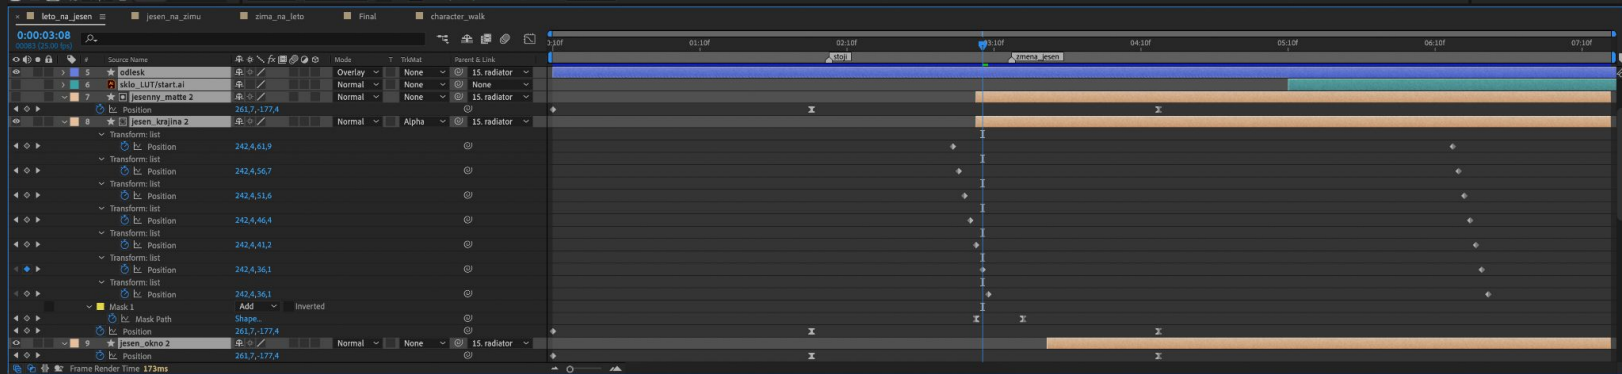 leto_na_jesen
jesen_na_zimu
zima_na_leto
Final
character_walk
0:00:03:08
00083 (25.00 fps)
01:10f
02:10f
03:10f
04:10f
05:10f
06:10f
07:10f
stoji
zmena_jesen
# Source Name fx Mode T TrkMat Parent & Link
5 odlesk Overlay None 15. radiator
6 sklo_LUT/start.ai Normal None None
7 jesenny_matte 2 Normal None 15. radiator
Position 261,7,-177,4
8 jesen_krajina 2 Normal Alpha 15. radiator
Transform: list
Position 242,4,61,9
Transform: list
Position 242,4,56,7
Transform: list
Position 242,4,51,6
Transform: list
Position 242,4,46,4
Transform: list
Position 242,4,41,2
Transform: list
Position 242,4,36,1
Transform: list
Position 242,4,36,1
Mask 1 Add Inverted
Mask Path Shape...
Position 261,7,-177,4
9 jesen_okno 2 Normal None 15. radiator
Position 261,7,-177,4
Frame Render Time 173ms